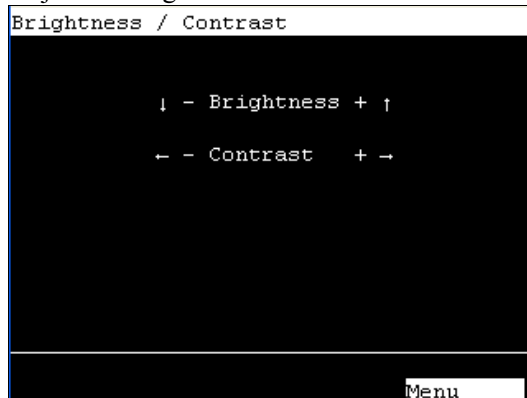 Brightness / Contrast
↓ - Brightness + ↑
← - Contrast + →
Menu